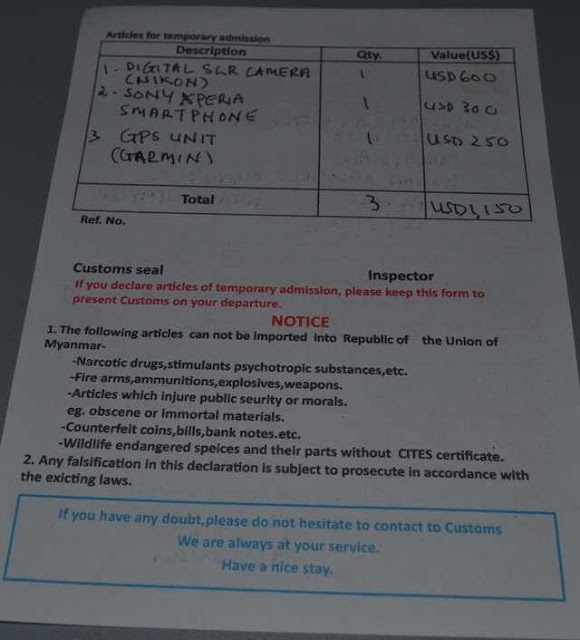 Articles for temporary admission
Description Qty. Value(US$)
1. DIGITAL SLR CAMERA 1 USD 600
(NIKON)
2. SONY XPERIA 1 USD 300
SMARTPHONE
3 GPS UNIT 1 USD 250
(GARMIN)
Total 3 USD1,150
Ref. No.
Customs seal Inspector
If you declare articles of temporary admission, please keep this form to
present Customs on your departure.
NOTICE
1. The following articles can not be imported into Republic of the Union of
Myanmar-
-Narcotic drugs,stimulants psychotropic substances,etc.
-Fire arms,ammunitions,explosives,weapons.
-Articles which injure public seurity or morals.
eg. obscene or immortal materials.
-Counterfeit coins,bills,bank notes.etc.
-Wildlife endangered speices and their parts without CITES certificate.
2. Any falsification in this declaration is subject to prosecute in accordance with
the exicting laws.
If you have any doubt,please do not hesitate to contact to Customs
We are always at your service.
Have a nice stay.